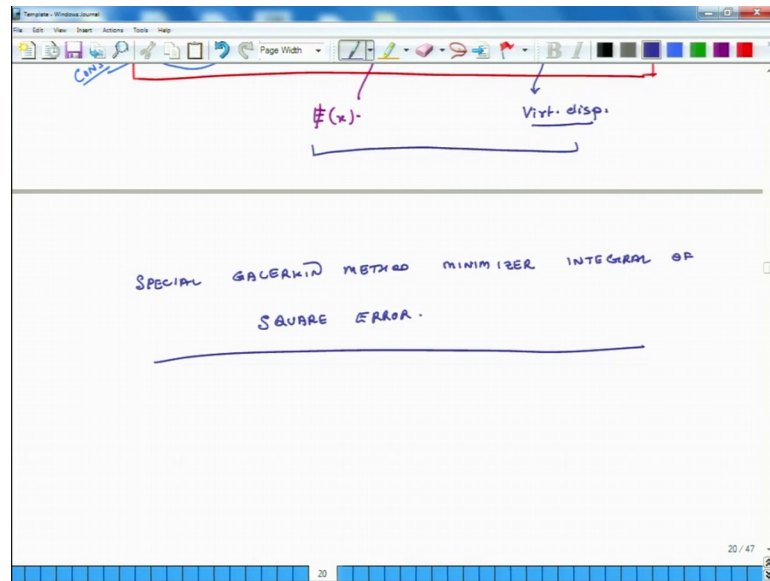 Template - Windows Journal
File Edit View Insert Actions Tools Help
Page Width
B I
CONS
(x).
Virt. disp.
SPECIAL GALERKIN METHOD MINIMIZER INTEGRAL OF
SQUARE ERROR.
20 / 47
20